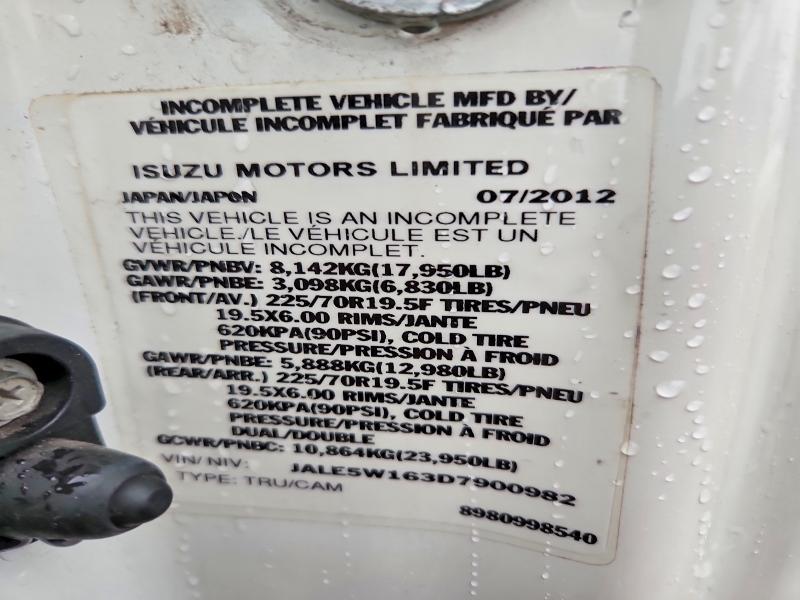 INCOMPLETE VEHICLE MFD BY/
VÉHICULE INCOMPLET FABRIQUÉ PAR
ISUZU MOTORS LIMITED
JAPAN/JAPON 07/2012
THIS VEHICLE IS AN INCOMPLETE
VEHICLE./LE VÉHICULE EST UN
VÉHICULE INCOMPLET.
GVWR/PNBV: 8,142KG(17,950LB)
GAWR/PNBE: 3,098KG(6,830LB)
(FRONT/AV.) 225/70R19.5F TIRES/PNEU
19.5X6.00 RIMS/JANTE
620KPA(90PSI), COLD TIRE
PRESSURE/PRESSION À FROID
GAWR/PNBE: 5,888KG(12,980LB)
(REAR/ARR.) 225/70R19.5F TIRES/PNEU
19.5X6.00 RIMS/JANTE
620KPA(90PSI), COLD TIRE
PRESSURE/PRESSION À FROID
DUAL/DOUBLE
GCWR/PNBC: 10,864KG(23,950LB)
VIN/ NIV: JALE5W163D7900982
TYPE: TRU/CAM
8980998540